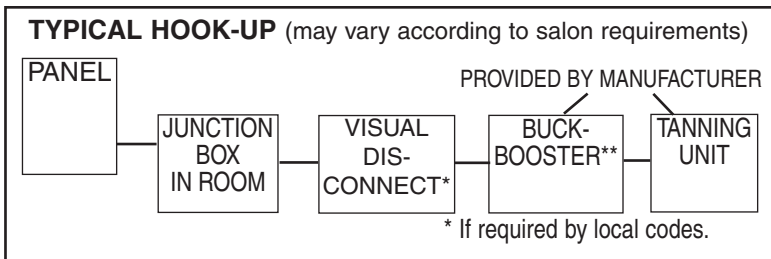 TYPICAL HOOK-UP (may vary according to salon requirements)
PANEL
PROVIDED BY MANUFACTURER
JUNCTION
BOX
IN ROOM
VISUAL
DIS-
CONNECT*
BUCK-
BOOSTER**
TANNING
UNIT
* If required by local codes.